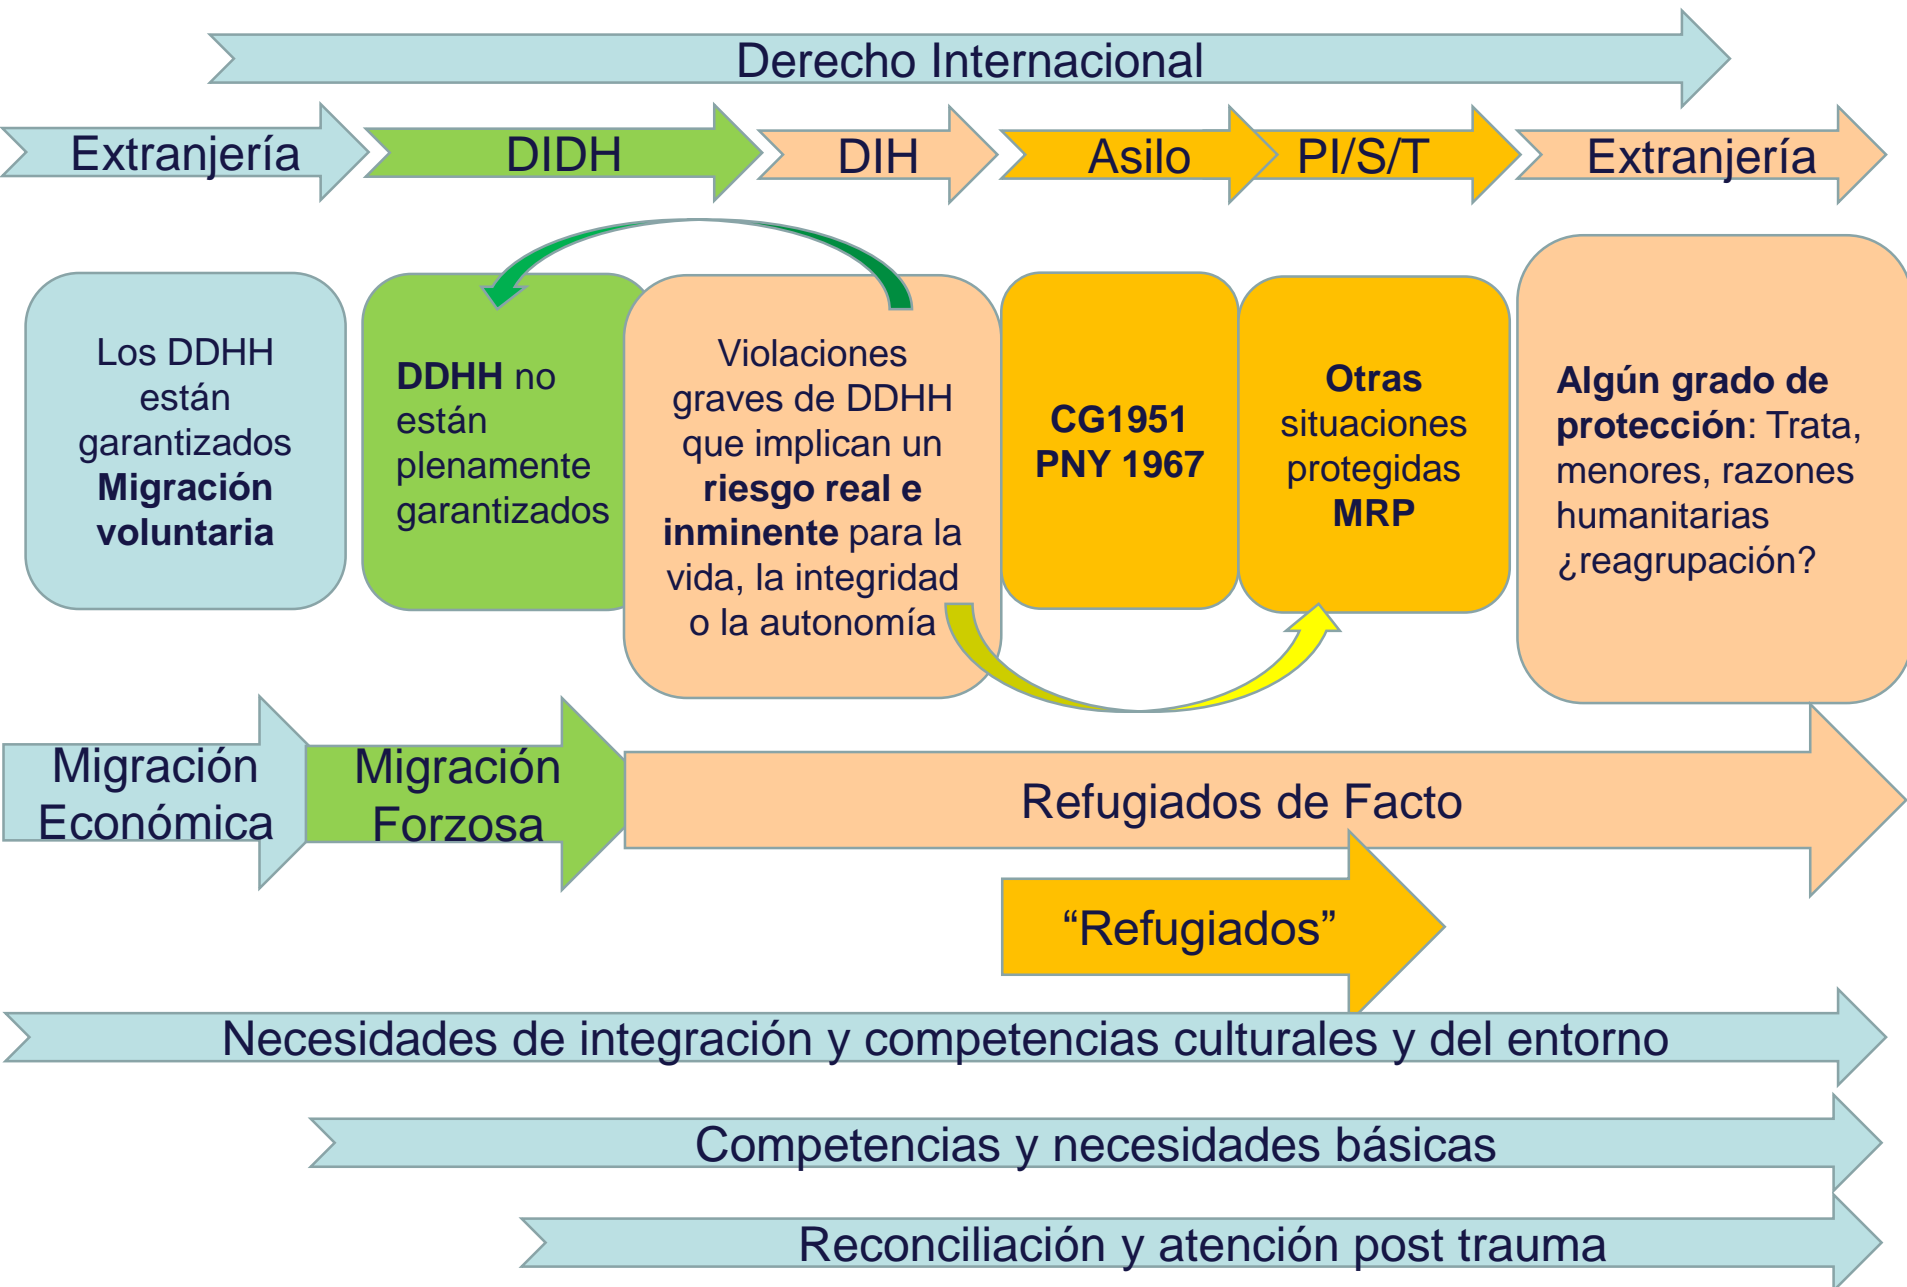 Derecho Internacional
Extranjería
DIDH
DIH
Asilo
PI/S/T
Extranjería
Los DDHH
están
garantizados
Migración
voluntaria
DDHH no
están
plenamente
garantizados
Violaciones
graves de DDHH
que implican un
riesgo real e
inminente para la
vida, la integridad
o la autonomía
CG1951
PNY 1967
Otras
situaciones
protegidas
MRP
Algún grado de
protección: Trata,
menores, razones
humanitarias
¿reagrupación?
Migración
Económica
Migración
Forzosa
Refugiados de Facto
“Refugiados”
Necesidades de integración y competencias culturales y del entorno
Competencias y necesidades básicas
Reconciliación y atención post trauma